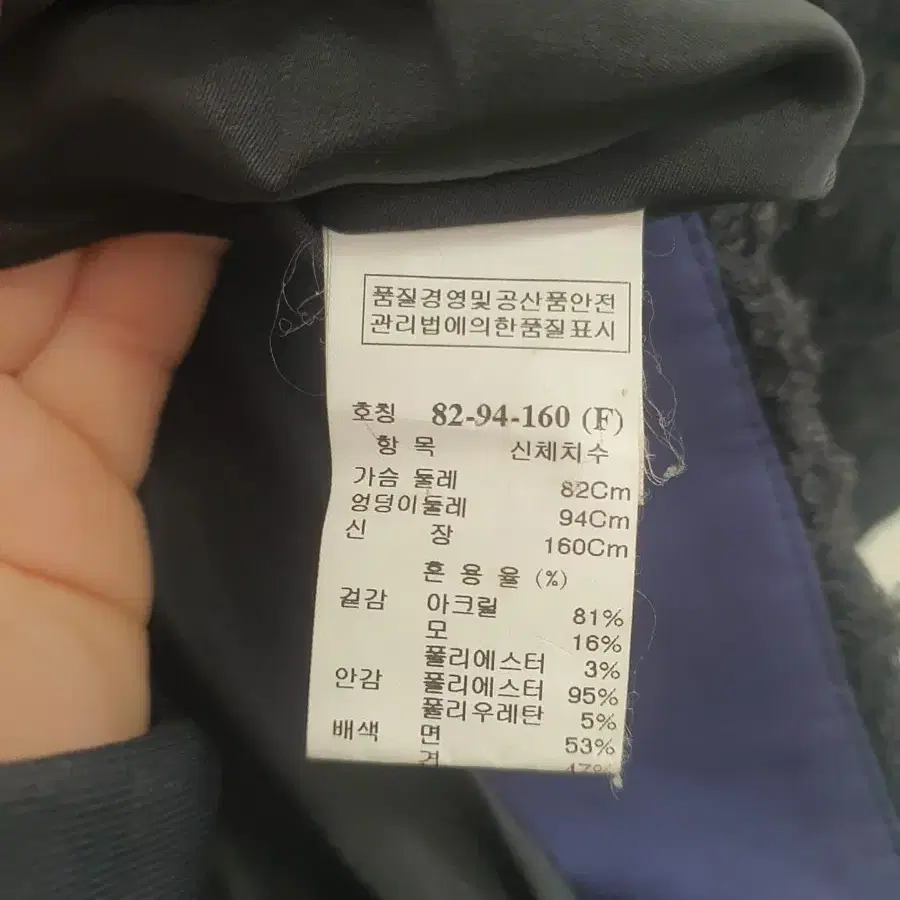 품질경영및공산품안전
관리법에의한품질표시
호칭 82-94-160 (F)
항 목 신체치수
가슴 둘레 82Cm
엉덩이둘레 94Cm
신 장 160Cm
혼 용 율 (%)
겉감 아크릴 81%
모 16%
폴리에스터 3%
안감 폴리에스터 95%
폴리우레탄 5%
배색 면 53%
견 47%